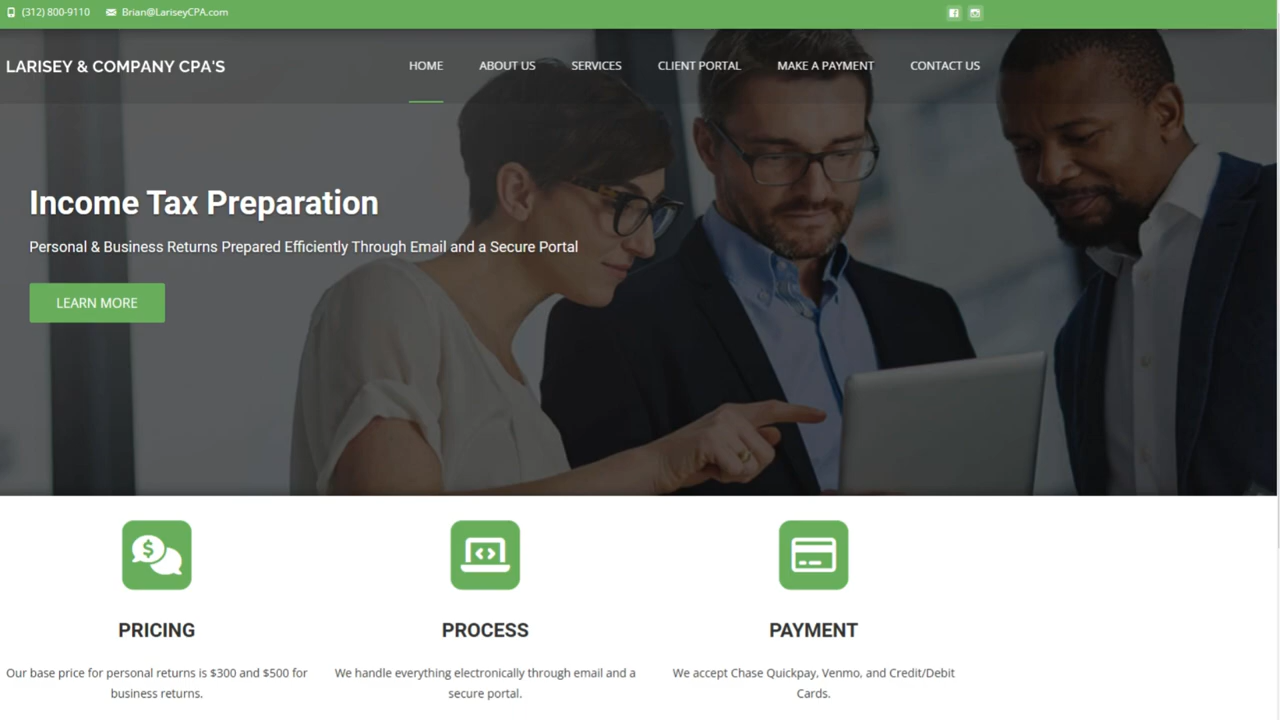 (312) 800-9110 Brian@LariseyCPA.com
LARISEY & COMPANY CPA'S
HOME ABOUT US SERVICES CLIENT PORTAL MAKE A PAYMENT CONTACT US
Income Tax Preparation
Personal & Business Returns Prepared Efficiently Through Email and a Secure Portal
LEARN MORE
PRICING
Our base price for personal returns is $300 and $500 for
business returns.
PROCESS
We handle everything electronically through email and a
secure portal.
PAYMENT
We accept Chase Quickpay, Venmo, and Credit/Debit
Cards.